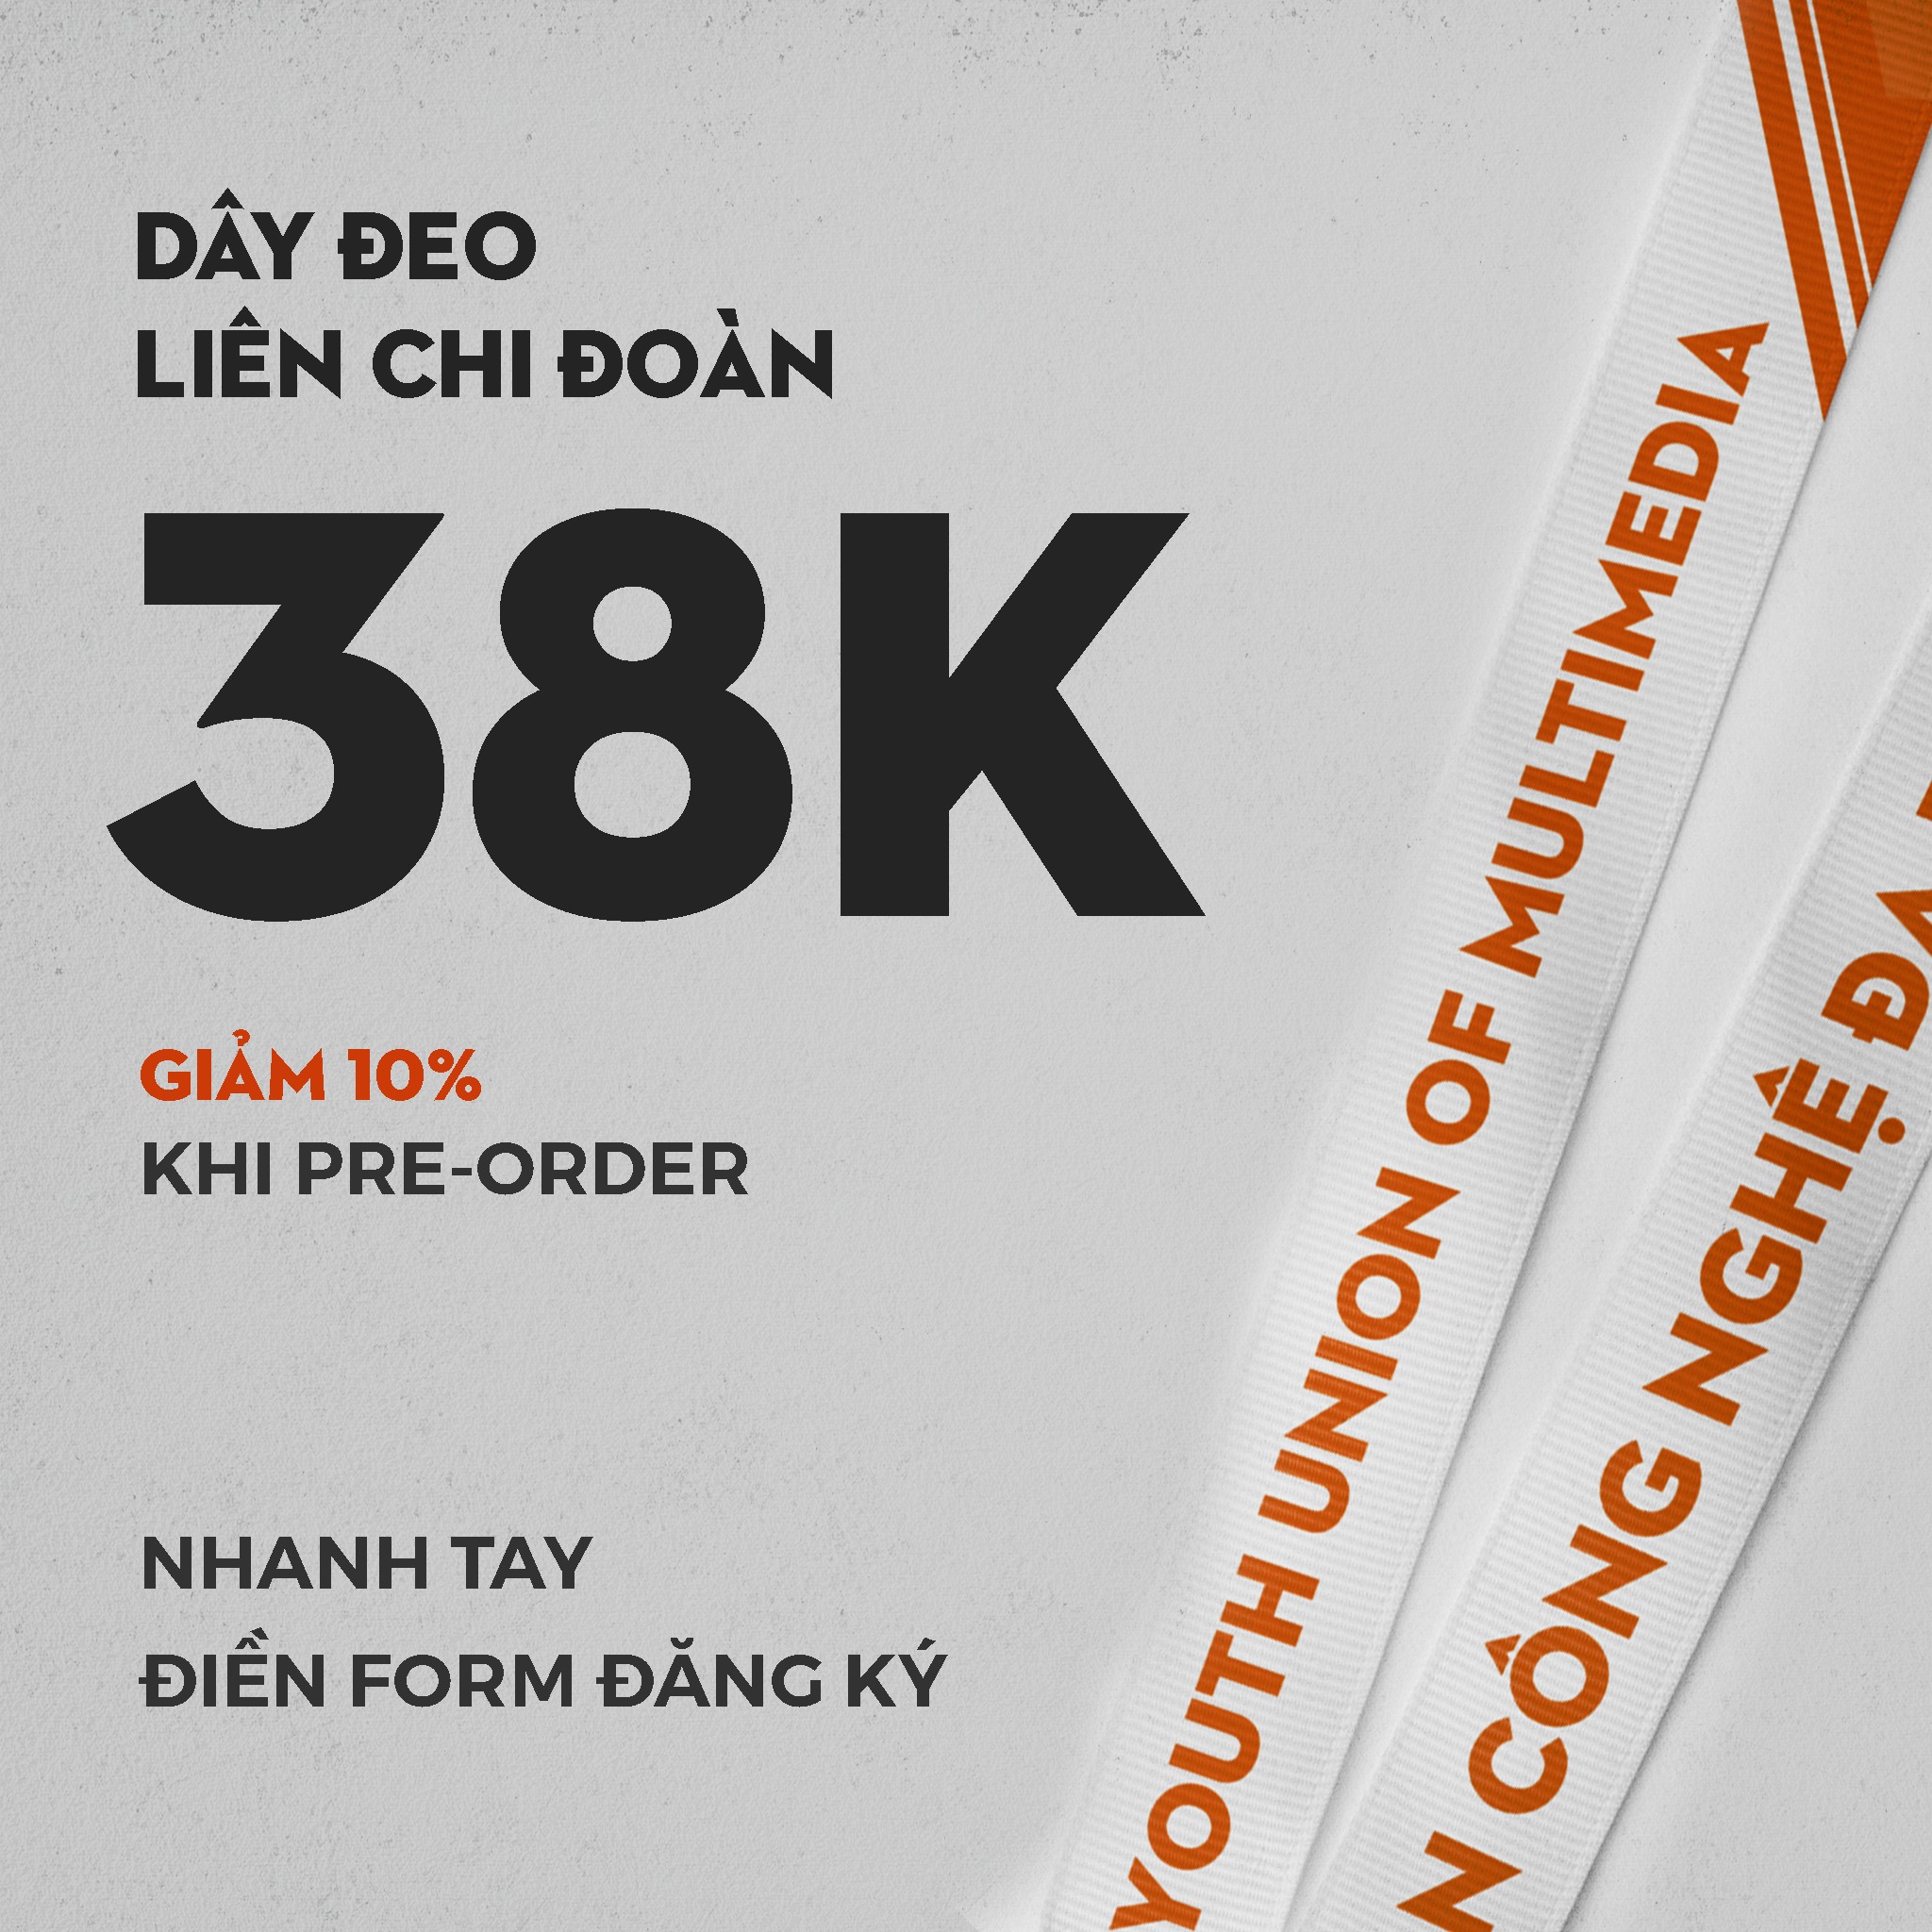 DÂY ĐEO
LIÊN CHI ĐOÀN
38K
GIẢM 10%
KHI PRE-ORDER
NHANH TAY
ĐIỀN FORM ĐĂNG KÝ
YOUTH UNION OF MULTIMEDIA
CÔNG NGHỆ ĐA